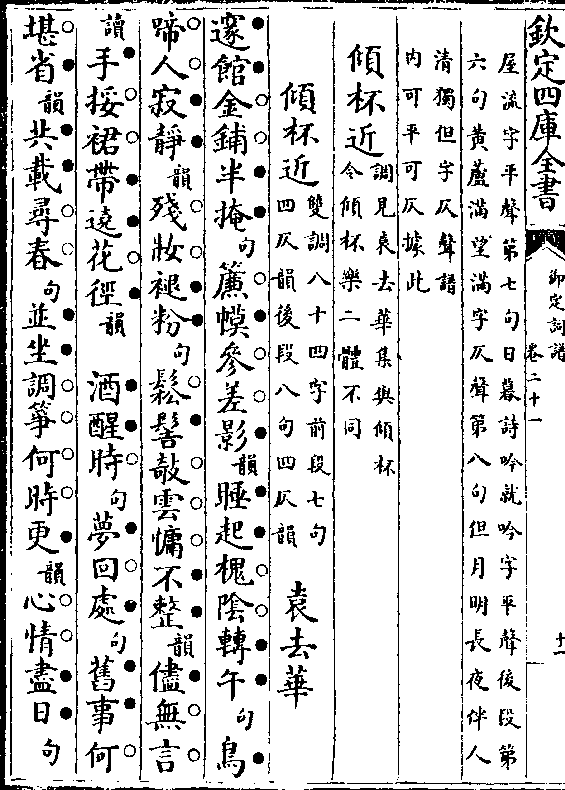 欽定四庫全書
御定詞譜
卷二十一
十一
屋流字平聲第七句日暮詩吟就吟字平聲後段第
六句黃蘆滿望滿字仄聲第八句但月明長夜伴人
清獨但字仄聲譜
内可平可仄據此
傾杯近調見袁去華集與傾杯
令傾杯樂二體不同
傾杯近雙調八十四字前段七句
四仄韻後段八句四仄韻 袁去華
邃館金鋪半掩句簾幙參差影韻睡起槐陰轉午句鳥
啼人寂靜韻殘妝褪粉句鬆髻敧雲慵不整韻儘無言
讀手挼裙帶遶花徑韻 酒醒時句夢回處句舊事何
堪省韻共載尋春句並坐調箏何時更韻心情盡日句